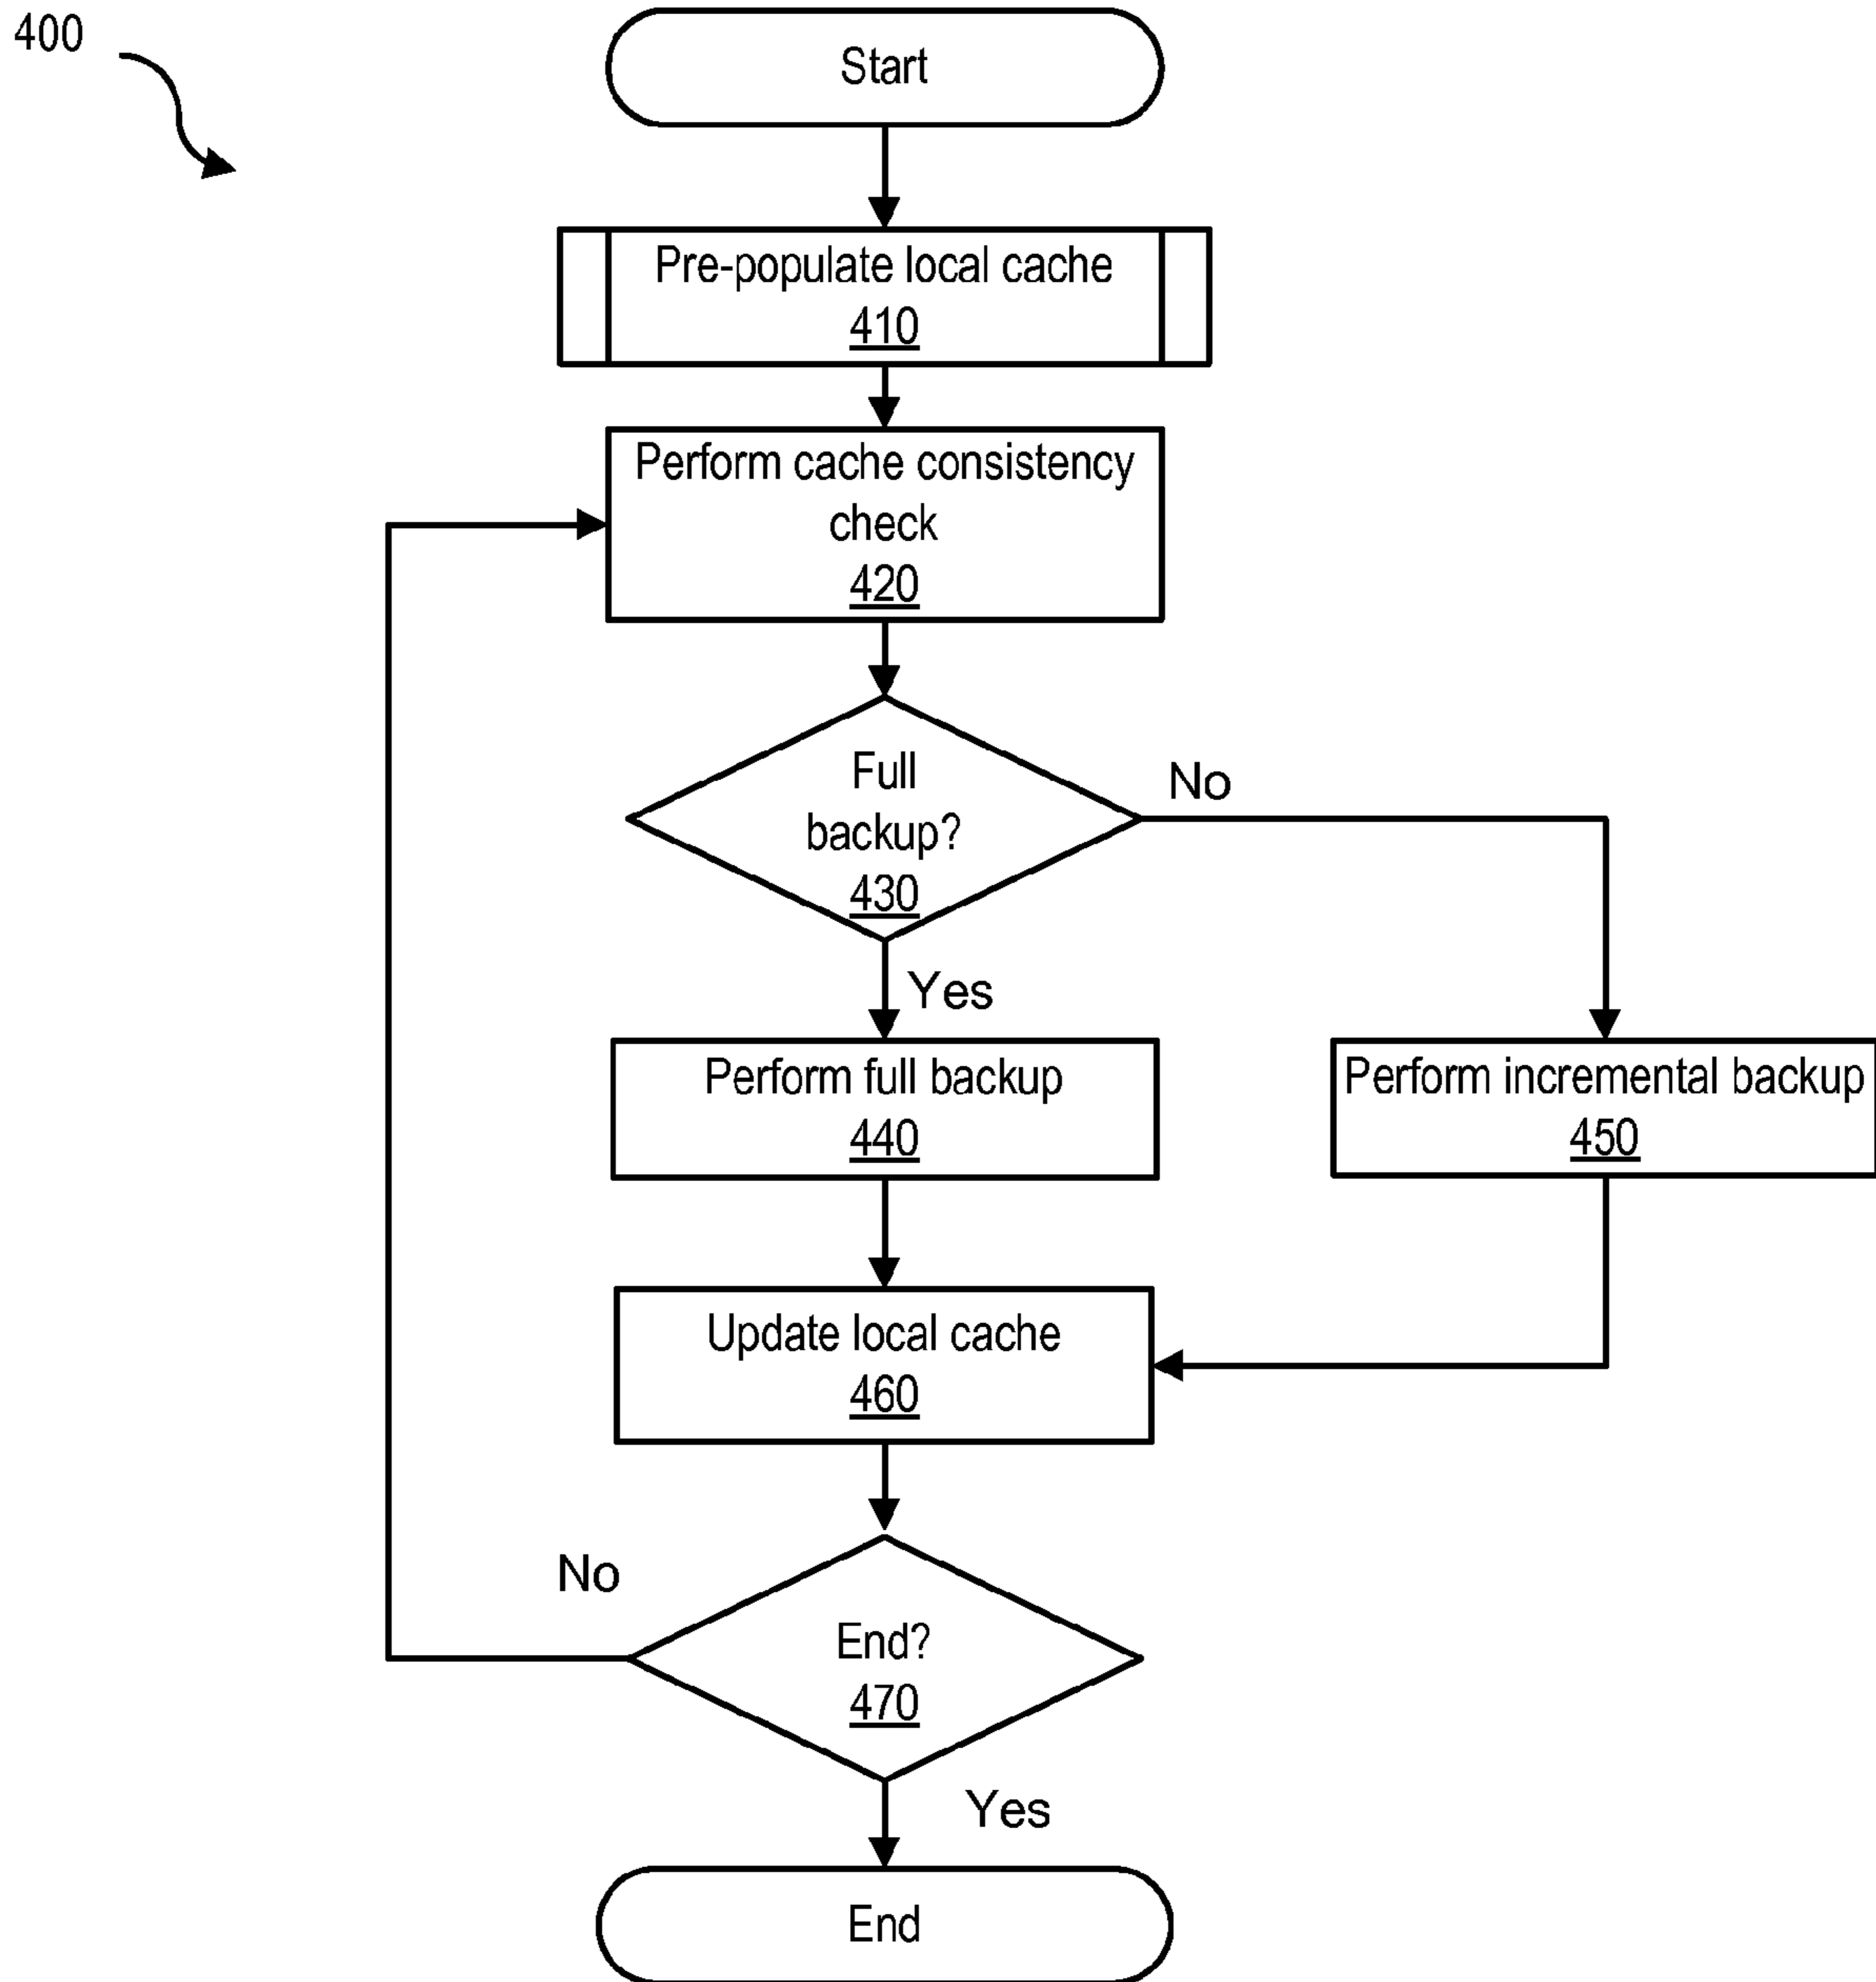 400
Start
Pre-populate local cache
410
Perform cache consistency
check
420
Full
backup?
430
No
Yes
Perform full backup
440
Perform incremental backup
450
Update local cache
460
No
End?
470
Yes
End